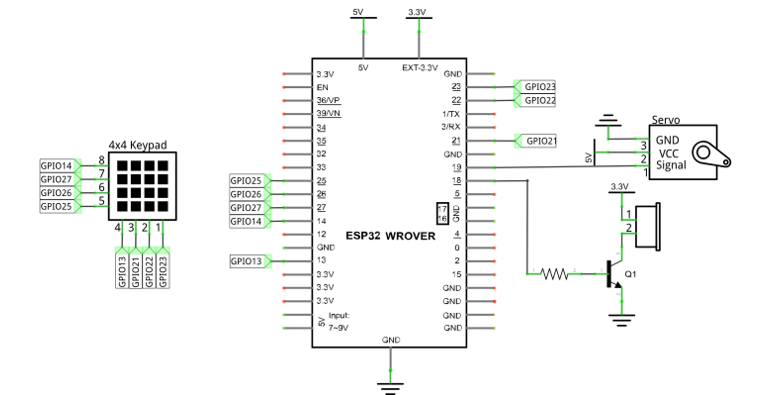 5V
3.3V
5V
EXT-3.3V
3.3V
EN
36/VP
39/VN
34
35
32
33
25
26
27
14
12
GND
13
3.3V
3.3V
3.3V
5V
Input:
7~9V
GND
23
22
1/TX
3/RX
21
GND
19
18
5
17
16
GND
4
0
2
15
GND
GND
GND
GND
ESP32 WROVER
GND
GPIO25
GPIO26
GPIO27
GPIO14
GPIO13
GPIO23
GPIO22
GPIO21
4x4 Keypad
GPIO14
8
GPIO27
7
GPIO26
6
GPIO25
5
4 3 2 1
GPIO13
GPIO21
GPIO22
GPIO23
Servo
GND
VCC
Signal
3
2
1
5V
3.3V
1
2
Q1